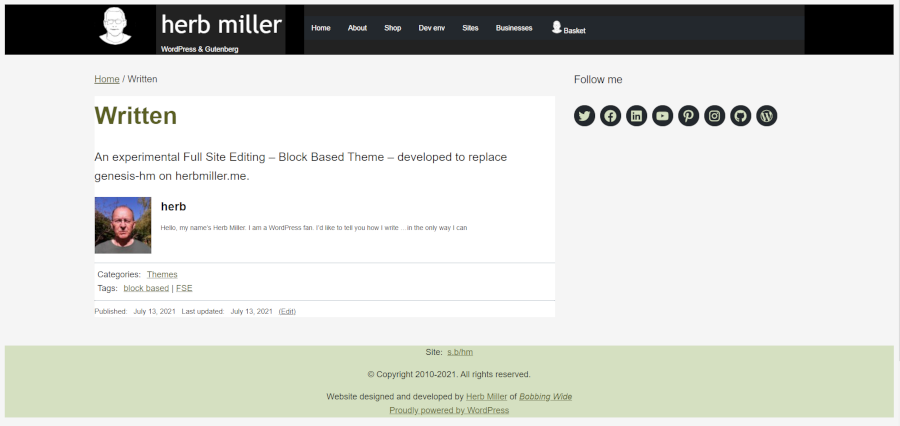 herb miller
WordPress & Gutenberg
Home About Shop Dev env Sites Businesses Basket
Home / Written
Follow me
Written
An experimental Full Site Editing – Block Based Theme – developed to replace
genesis-hm on herbmiller.me.
herb
Hello, my name's Herb Miller. I am a WordPress fan. I'd like to tell you how I write ...in the only way I can
Categories: Themes
Tags: block based | FSE
Published: July 13, 2021 Last updated: July 13, 2021 (Edit)
Site: s.b/hm
© Copyright 2010-2021. All rights reserved.
Website designed and developed by Herb Miller of Bobbing Wide
Proudly powered by WordPress